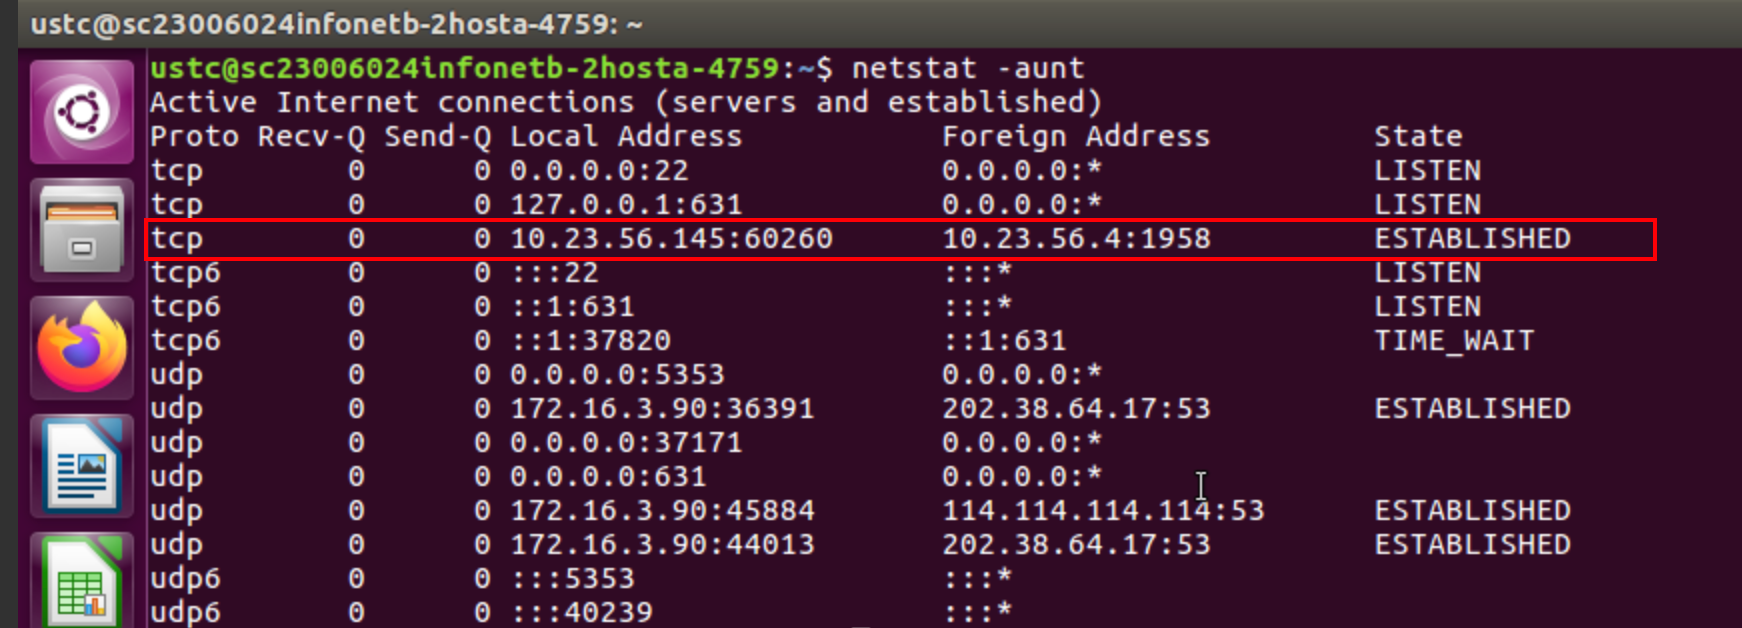 ustc@sc23006024infonetb-2hosta-4759: ~
ustc@sc23006024infonetb-2hosta-4759:~$ netstat -aunt
Active Internet connections (servers and established)
Proto Recv-Q Send-Q Local Address Foreign Address State
tcp 0 0 0.0.0.0:22 0.0.0.0:* LISTEN
tcp 0 0 127.0.0.1:631 0.0.0.0:* LISTEN
tcp 0 0 10.23.56.145:60260 10.23.56.4:1958 ESTABLISHED
tcp6 0 0 :::22 :::* LISTEN
tcp6 0 0 ::1:631 :::* LISTEN
tcp6 0 0 ::1:37820 ::1:631 TIME_WAIT
udp 0 0 0.0.0.0:5353 0.0.0.0:*
udp 0 0 172.16.3.90:36391 202.38.64.17:53 ESTABLISHED
udp 0 0 0.0.0.0:37171 0.0.0.0:*
udp 0 0 0.0.0.0:631 0.0.0.0:*
udp 0 0 172.16.3.90:45884 114.114.114.114:53 ESTABLISHED
udp 0 0 172.16.3.90:44013 202.38.64.17:53 ESTABLISHED
udp6 0 0 :::5353 :::*
udp6 0 0 :::40239 :::*